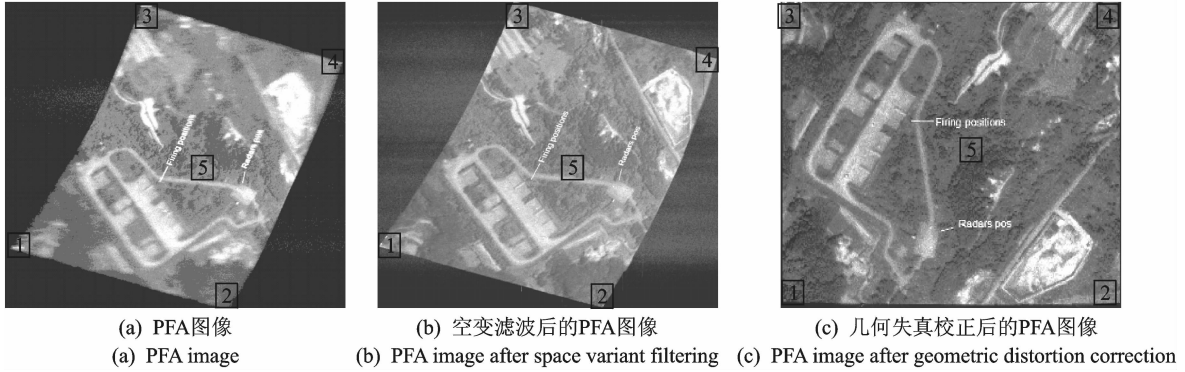 3
4
Firing positions
Radars pos
5
1
2
3
4
Firing positions
Radars pos
5
1
2
3
4
Firing positions
5
Radars pos
1
2
(a) PFA图像
(b) 空变滤波后的PFA图像
(c) 几何失真校正后的PFA图像
(a) PFA image
(b) PFA image after space variant filtering
(c) PFA image after geometric distortion correction